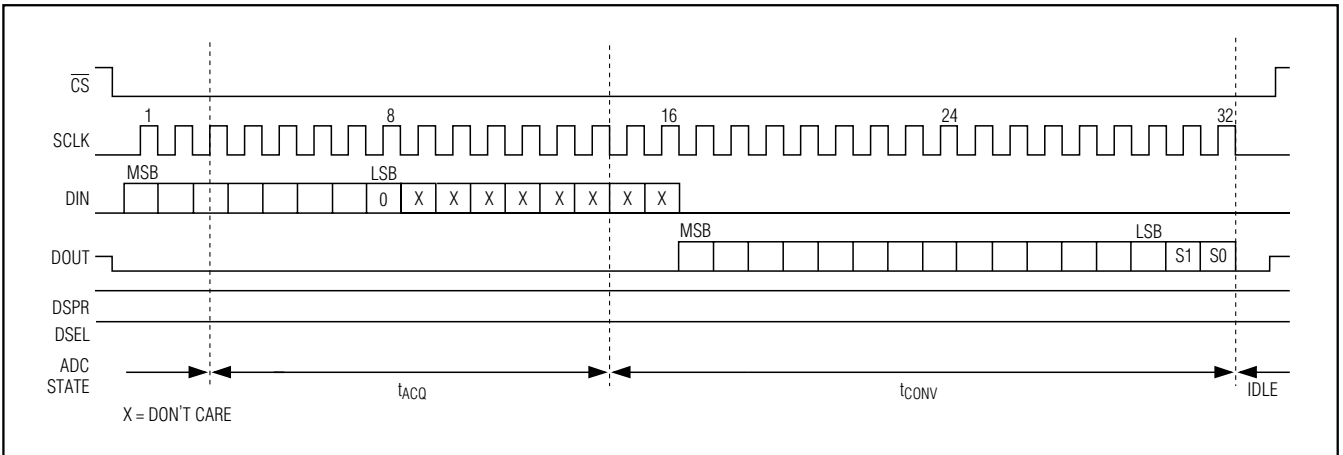 CS
1 8 16 24 32
SCLK
MSB LSB
DIN 0 X X X X X X X X
MSB LSB
DOUT S1 S0
DSPR
DSEL
ADC
STATE tACQ tCONV IDLE
X = DON'T CARE